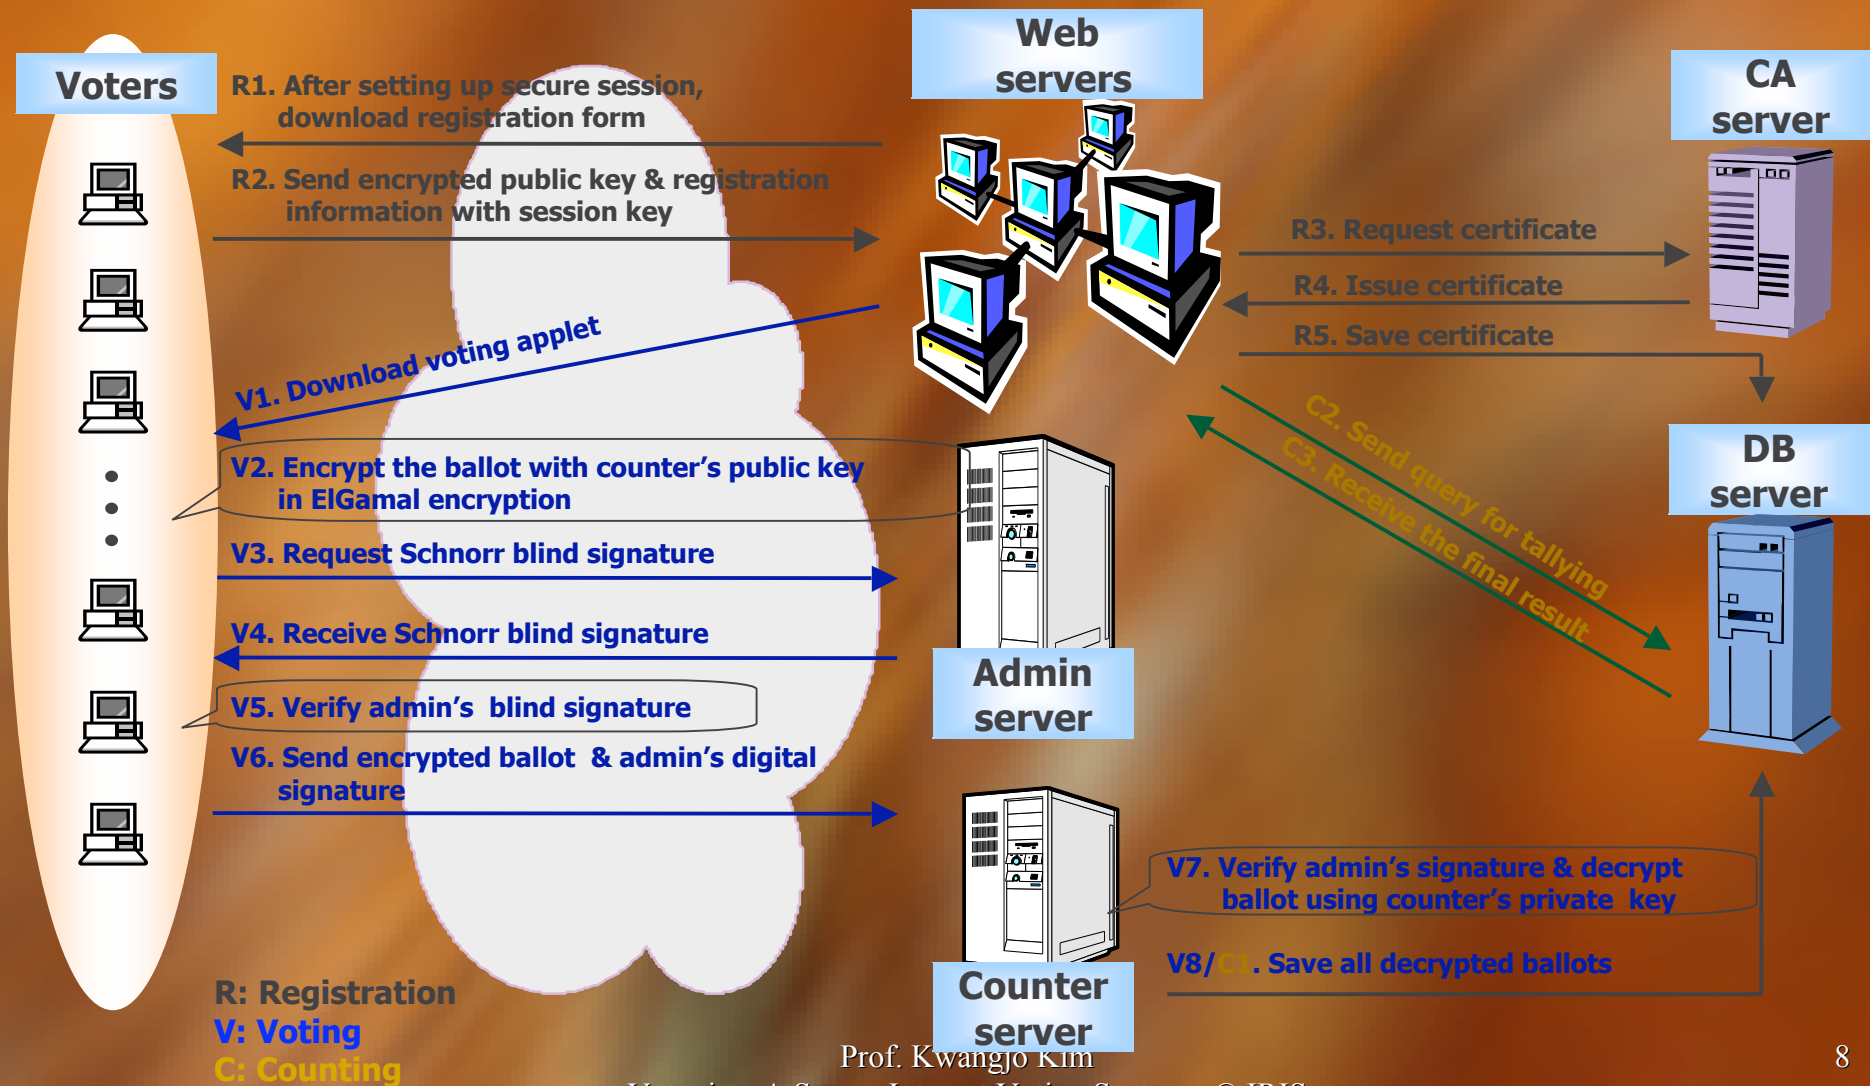 Voters
Web
servers
CA
server
R1. After setting up secure session,
download registration form
R2. Send encrypted public key & registration
information with session key
R3. Request certificate
R4. Issue certificate
R5. Save certificate
V1. Download voting applet
C2. Send query for tallying
C3. Receive the final result
DB
server
V2. Encrypt the ballot with counter’s public key
in ElGamal encryption
V3. Request Schnorr blind signature
V4. Receive Schnorr blind signature
Admin
server
V5. Verify admin’s blind signature
V6. Send encrypted ballot & admin’s digital
signature
V7. Verify admin’s signature & decrypt
ballot using counter’s private key
V8/C1. Save all decrypted ballots
Counter
server
R: Registration
V: Voting
C: Counting
Prof. Kwangjo Kim
8
A Secure Internet Voting System